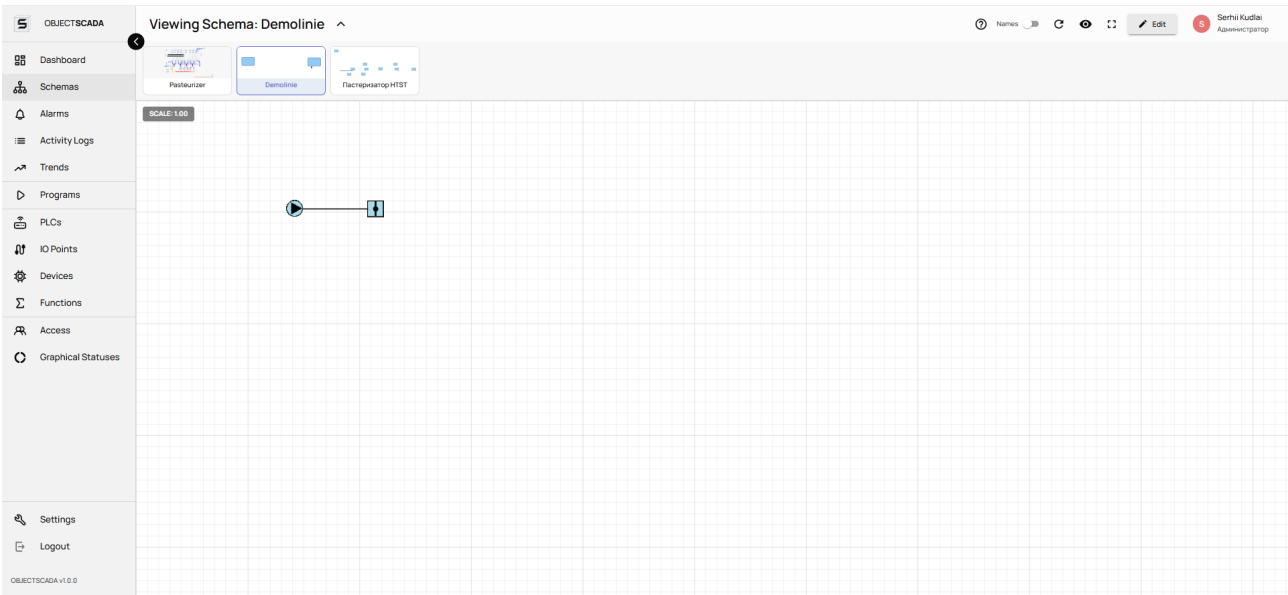 OBJECTSCADA
Viewing Schema: Demolinie
Names
Edit
S
Serhii Kudlai
Администратор
Dashboard
Schemas
Alarms
Activity Logs
Trends
Programs
PLCs
IO Points
Devices
Functions
Access
Graphical Statuses
Settings
Logout
OBJECTSCADA v1.0.0
Pasteurizer
Demolinie
Пастеризатор HTST
SCALE: 1.00